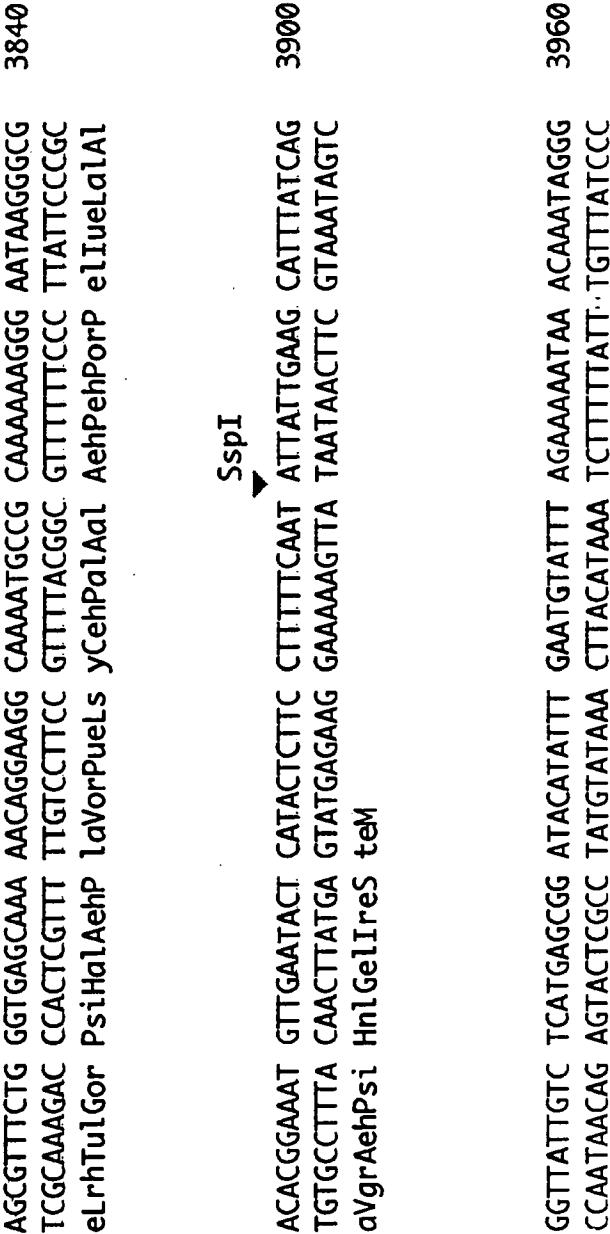 AGCGTTTCTG GGTGAGCAAA AACAGGAAGG CAAAATGCCG CAAAAAAGGG AATAAGGGCG 3840
TCGCAAAGAC CCACTCGTTT TTGTCCTTCC GTTTTACGGC GTTTTTTCCC TTATTCCCGC
eLrhTulGor PsiHalAehP laVorPueLs yCehPalAal AehPehPorP elIueLalAl
SspI
ACACGGAAAT GTTGAATACT CATACTCTTC CTTTTTCAAT ATTATTGAAG CATTTATCAG 3900
TGTGCCTTTA CAACTTATGA GTATGAGAAG GAAAAAGTTA TAATAACTTC GTAAATAGTC
aVgrAehPsi HnlGelIreS teM
GGTTATTGTC TCATGAGCGG ATACATATTT GAATGTATTT AGAAAAATAA ACAAATAGGG 3960
CCAATAACAG AGTACTCGCC TATGTATAAA CTTACATAAA TCTTTTTATT TGTTTATCCC